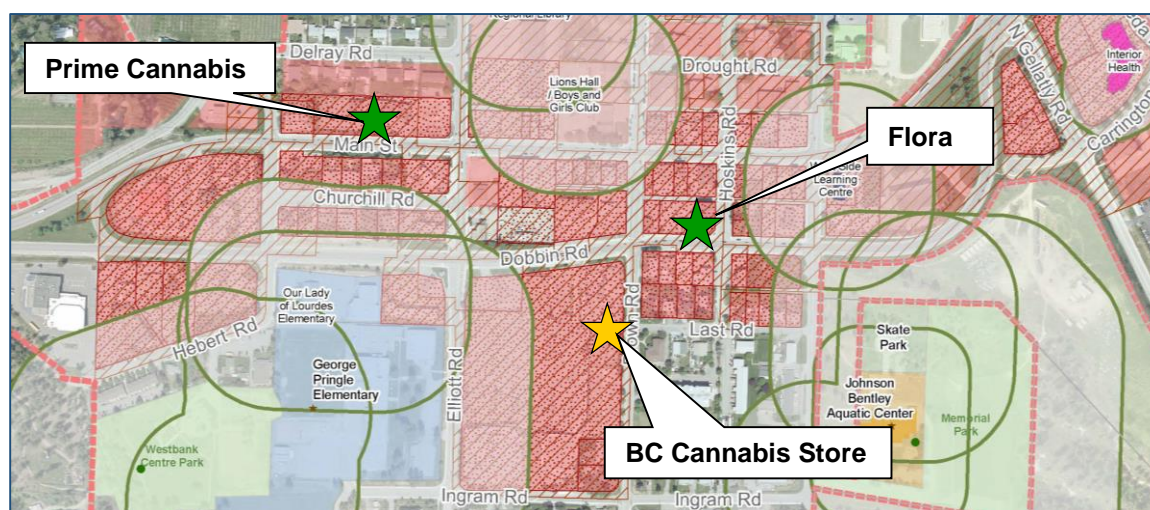 Regional Library
Delray Rd
Prime Cannabis
Drought Rd
Interior
Health
N Gellatly Rd
Carrington
Lions Hall
/ Boys and
Girls Club
Flora
Main St
Hoskins Rd
Learning
Centre
Churchill Rd
Dobbin Rd
Our Lady
of Lourdes
Elementary
Hebert Rd
Last Rd
Skate
Park
George
Pringle
Elementary
Elliott Rd
Johnson
Bentley
Aquatic Center
Memorial
Park
BC Cannabis Store
Westbank
Centre Park
Ingram Rd
Ingram Rd